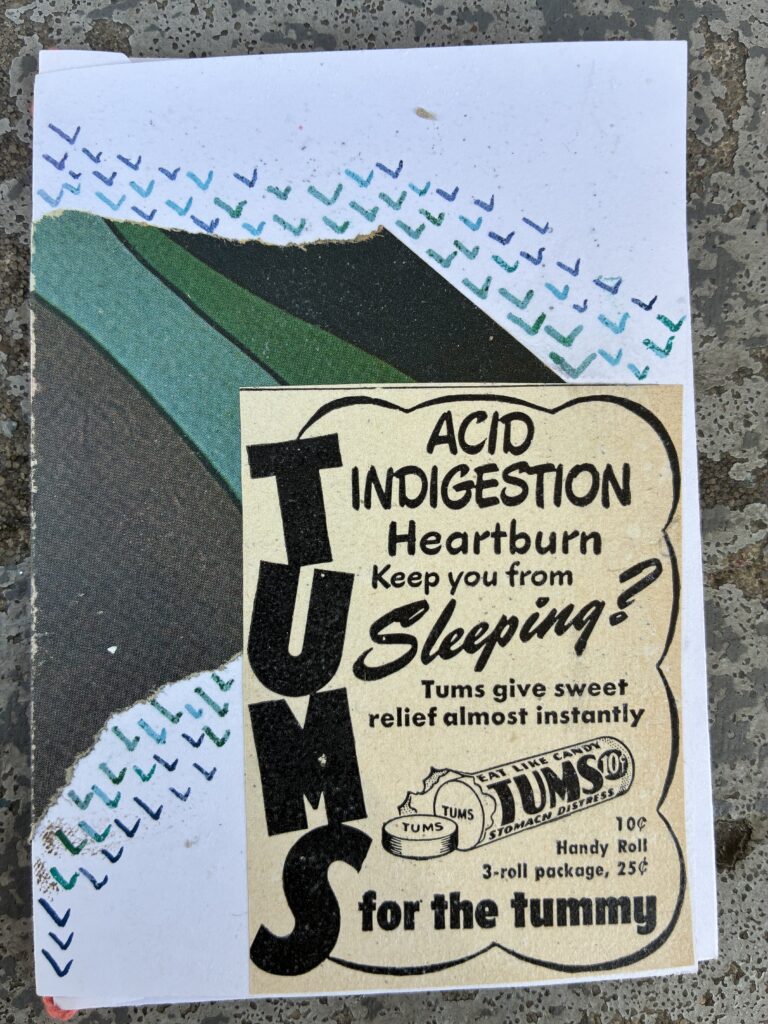 TUMS
ACID
INDIGESTION
Heartburn
Keep you from
Sleeping?
Tums give sweet
relief almost instantly
EAT LIKE CANDY
TUMS 10¢
STOMACH DISTRESS
TUMS
TUMS
10¢
Handy Roll
3-roll package, 25¢
for the tummy